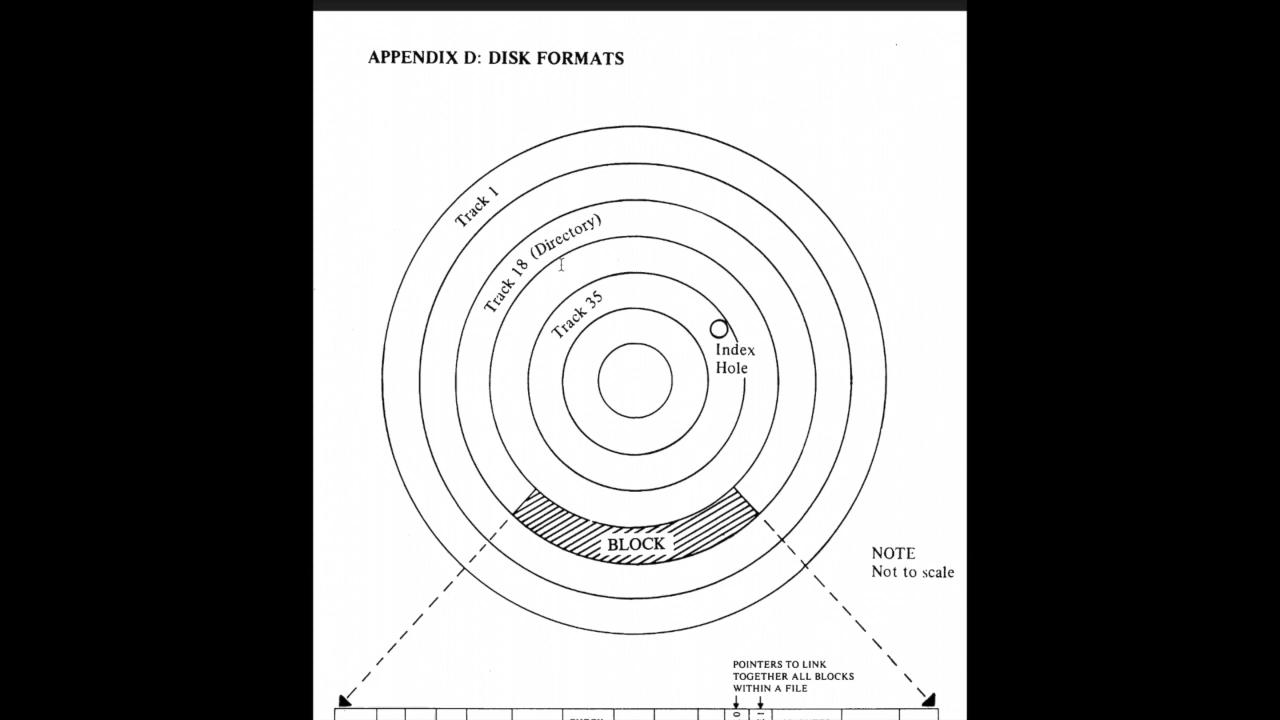 APPENDIX D: DISK FORMATS
Track 1
Track 18 (Directory)
Track 35
Index
Hole
BLOCK
NOTE
Not to scale
POINTERS TO LINK
TOGETHER ALL BLOCKS
WITHIN A FILE